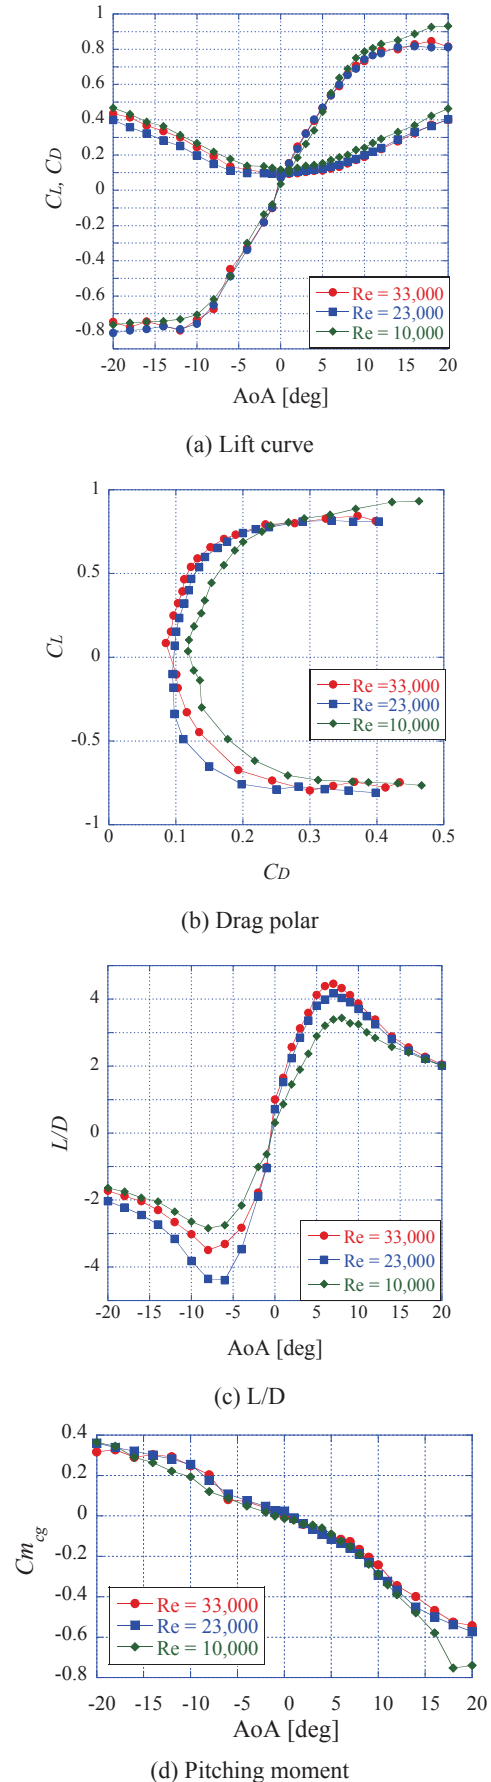 1
0.8
0.6
0.4
0.2
0
-0.2
-0.4
-0.6
-0.8
CL, CD
Re = 33,000
Re = 23,000
Re = 10,000
-20 -15 -10 -5 0 5 10 15 20
AoA [deg]
(a) Lift curve
1
0.5
0
-0.5
-1
CL
Re =33,000
Re =23,000
Re =10,000
0 0.1 0.2 0.3 0.4 0.5
CD
(b) Drag polar
4
2
0
-2
-4
L/D
Re = 33,000
Re = 23,000
Re = 10,000
-20 -15 -10 -5 0 5 10 15 20
AoA [deg]
(c) L/D
0.4
0.2
0
-0.2
-0.4
-0.6
-0.8
Cmcg
Re = 33,000
Re = 23,000
Re = 10,000
-20 -15 -10 -5 0 5 10 15 20
AoA [deg]
(d) Pitching moment